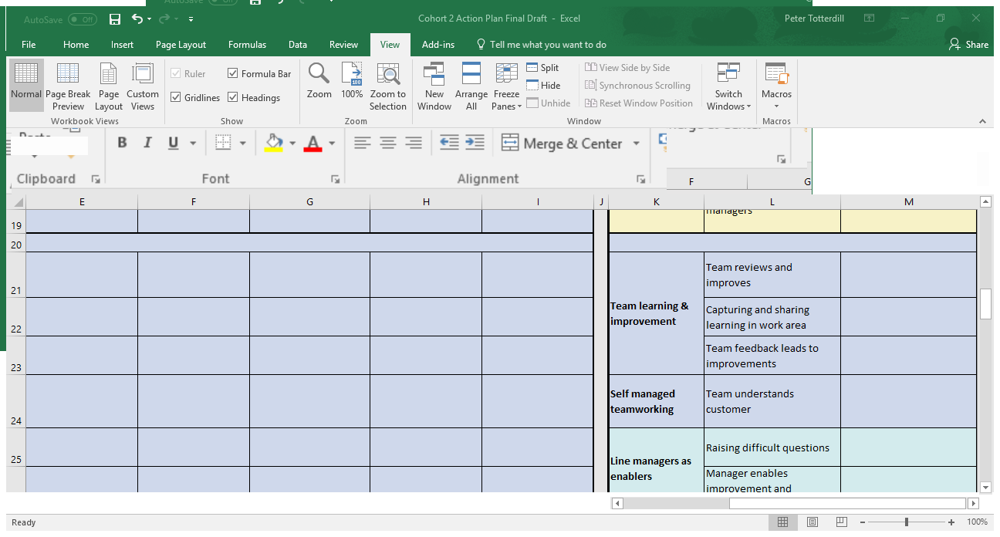 AutoSave Off
AutoSave Off Cohort 2 Action Plan Final Draft - Excel Peter Totterdill
File Home Insert Page Layout Formulas Data Review View Add-ins Tell me what you want to do Share
Ruler Formula Bar Split View Side by Side
Gridlines Headings Hide Synchronous Scrolling
Unhide Reset Window Position
Normal Page Break Page Custom Zoom 100% Zoom to New Arrange Freeze Switch Macros
Preview Layout Views Selection Window All Panes Windows
Workbook Views Show Zoom Window Macros
B I U A Merge & Center
Clipboard Font Alignment
F G
E F G H I J K L M
managers
19
20
Team reviews and
improves
21
Team learning &
improvement
Capturing and sharing
learning in work area
22
Team feedback leads to
improvements
23
Self managed
teamworking
Team understands
customer
24
Raising difficult questions
25
Line managers as
enablers
Manager enables
improvement and
Ready 100%